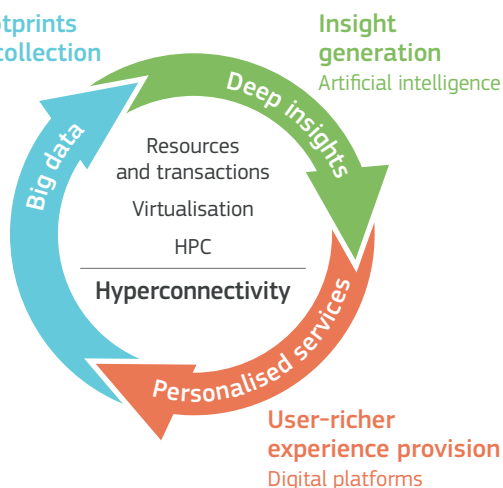 otprints
collection
Insight
generation
Artificial intelligence
Deep insights
Big data
Resources
and transactions
Virtualisation
HPC
Hyperconnectivity
Personalised services
User-richer
experience provision
Digital platforms